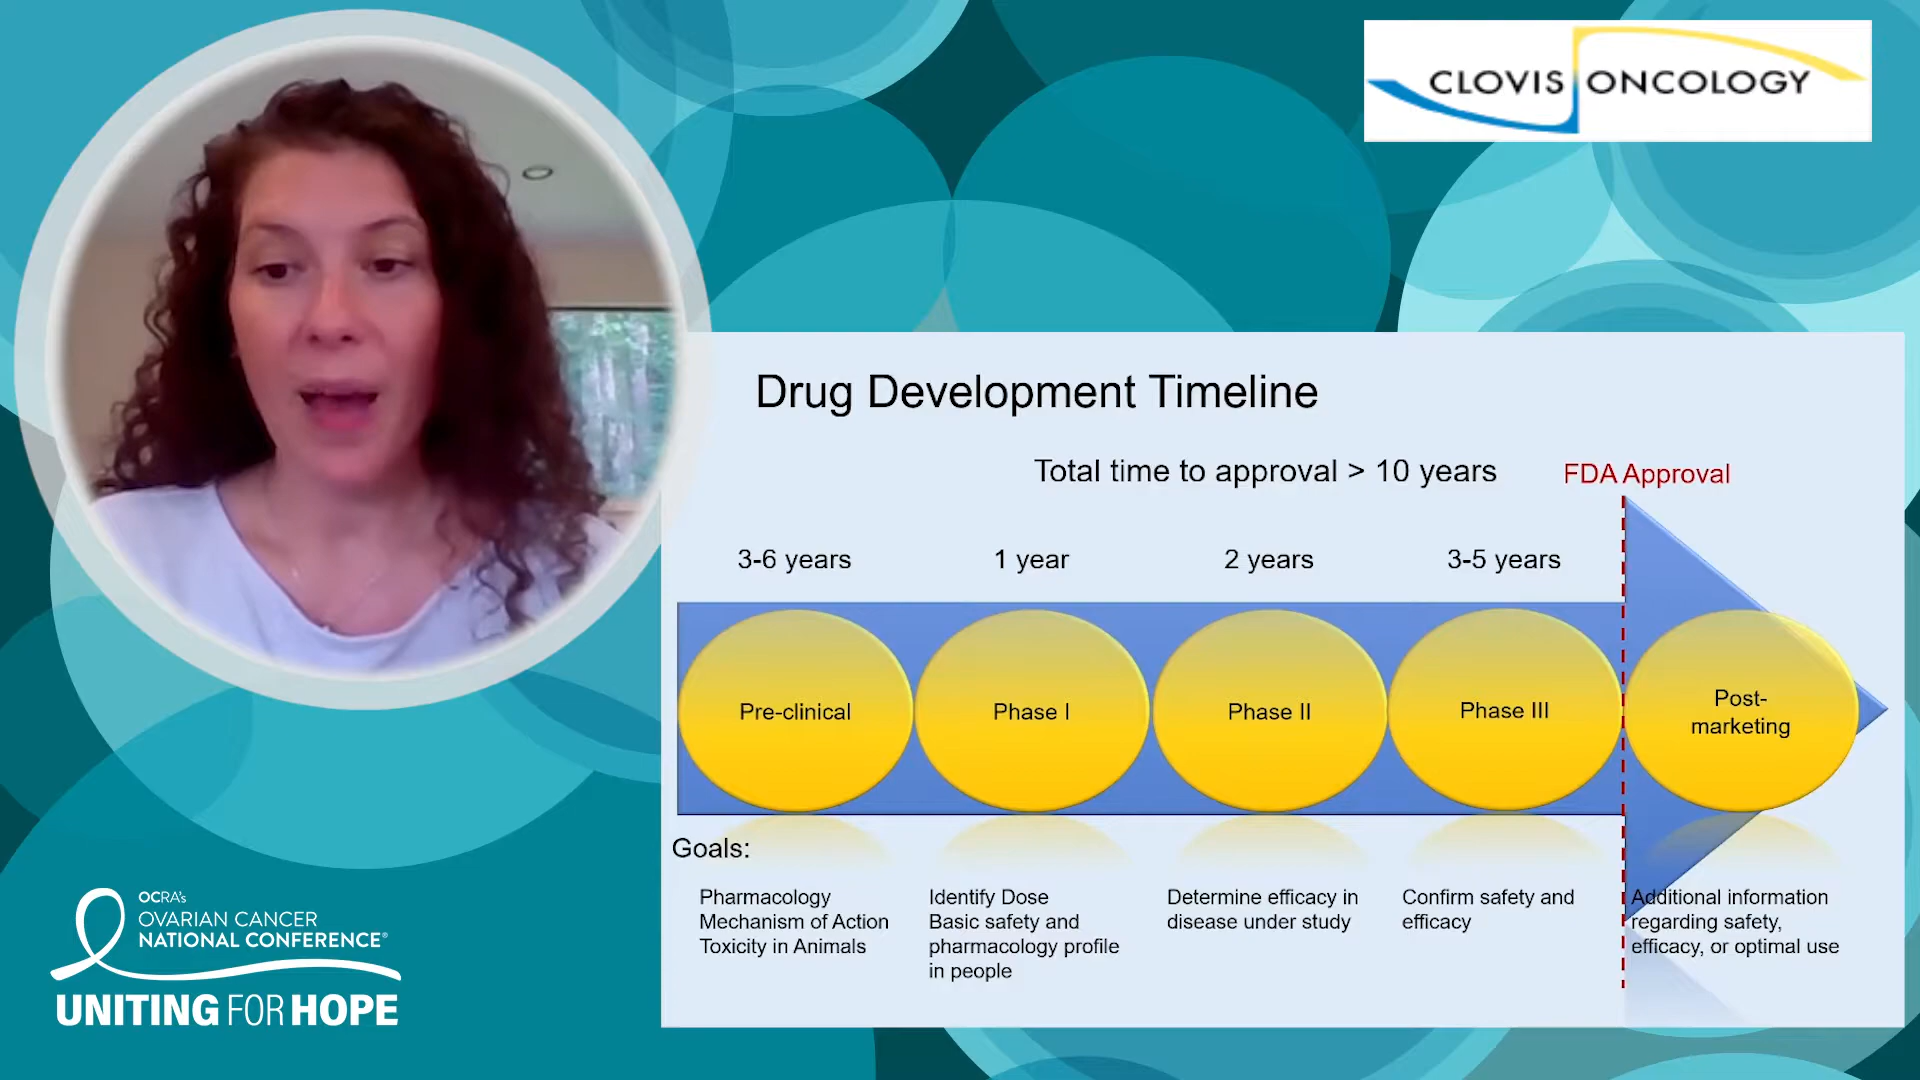 CLOVIS ONCOLOGY
Drug Development Timeline
Total time to approval > 10 years
FDA Approval
3-6 years
1 year
2 years
3-5 years
Pre-clinical
Phase I
Phase II
Phase III
Post-
marketing
Goals:
Pharmacology
Mechanism of Action
Toxicity in Animals
Identify Dose
Basic safety and
pharmacology profile
in people
Determine efficacy in
disease under study
Confirm safety and
efficacy
Additional information
regarding safety,
efficacy, or optimal use
OCRA's
OVARIAN CANCER
NATIONAL CONFERENCE®
UNITING FOR HOPE